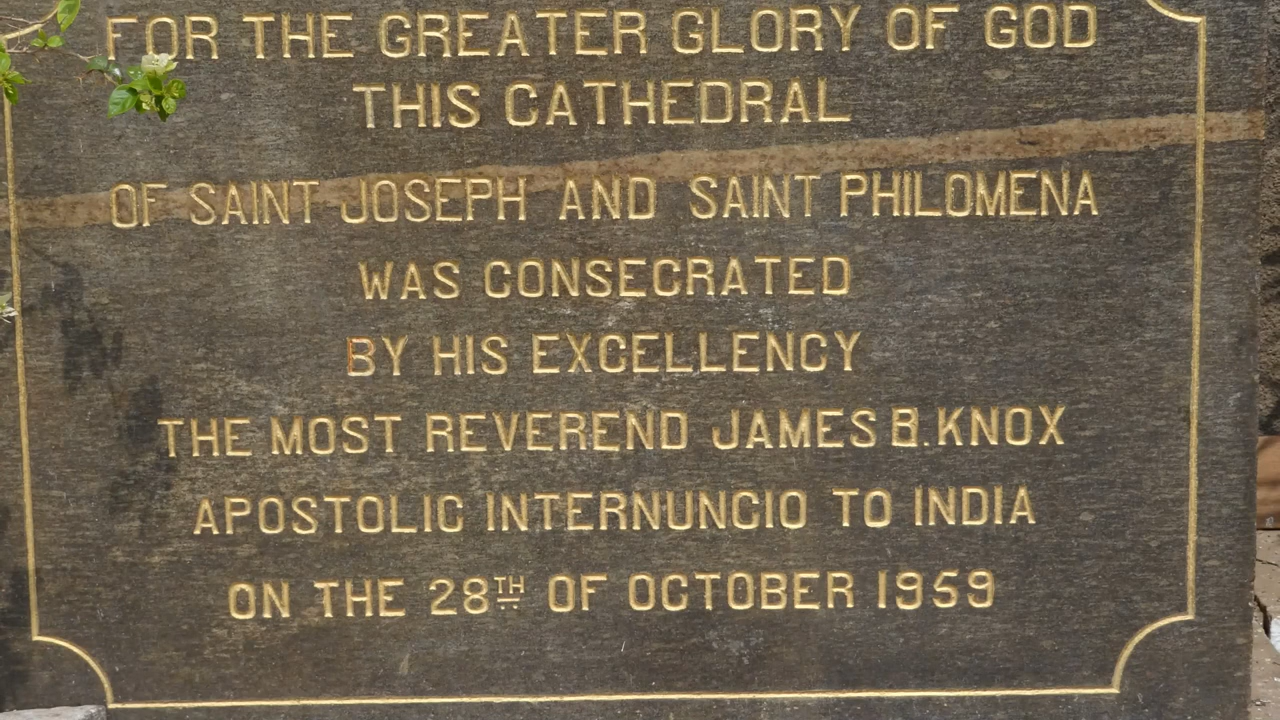 FOR THE GREATER GLORY OF GOD
THIS CATHEDRAL
OF SAINT JOSEPH AND SAINT PHILOMENA
WAS CONSECRATED
BY HIS EXCELLENCY
THE MOST REVEREND JAMES B. KNOX
APOSTOLIC INTERNUNCIO TO INDIA
ON THE 28TH OF OCTOBER 1959